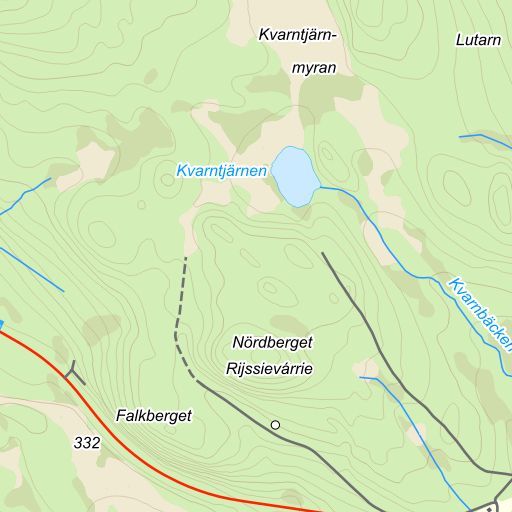 Kvarntjärn-
myran
Lutarn
Kvarntjärnen
Kvarnbäcken
Nördberget
Rijssievárrie
Falkberget
332